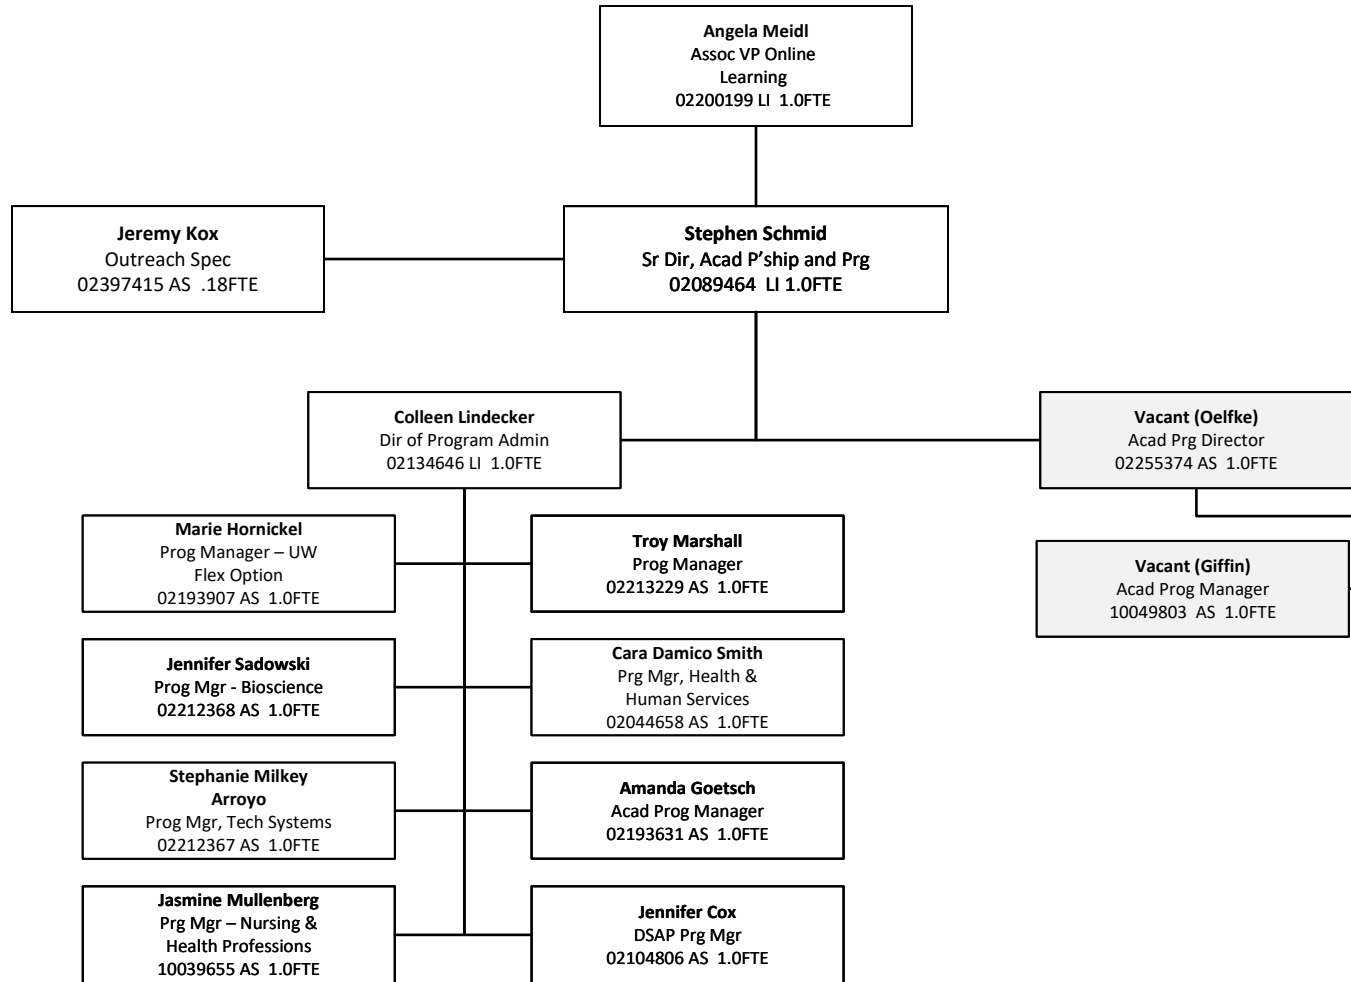 Angela Meidl
Assoc VP Online
Learning
02200199 LI 1.0FTE
Jeremy Kox
Outreach Spec
02397415 AS .18FTE
Stephen Schmid
Sr Dir, Acad P’ship and Prg
02089464 LI 1.0FTE
Colleen Lindecker
Dir of Program Admin
02134646 LI 1.0FTE
Vacant (Oelfke)
Acad Prg Director
02255374 AS 1.0FTE
Marie Hornickel
Prog Manager – UW
Flex Option
02193907 AS 1.0FTE
Troy Marshall
Prog Manager
02213229 AS 1.0FTE
Vacant (Giffin)
Acad Prog Manager
10049803 AS 1.0FTE
Jennifer Sadowski
Prog Mgr - Bioscience
02212368 AS 1.0FTE
Cara Damico Smith
Prg Mgr, Health &
Human Services
02044658 AS 1.0FTE
Stephanie Milkey
Arroyo
Prog Mgr, Tech Systems
02212367 AS 1.0FTE
Amanda Goetsch
Acad Prog Manager
02193631 AS 1.0FTE
Jasmine Mullenberg
Prg Mgr – Nursing &
Health Professions
10039655 AS 1.0FTE
Jennifer Cox
DSAP Prg Mgr
02104806 AS 1.0FTE